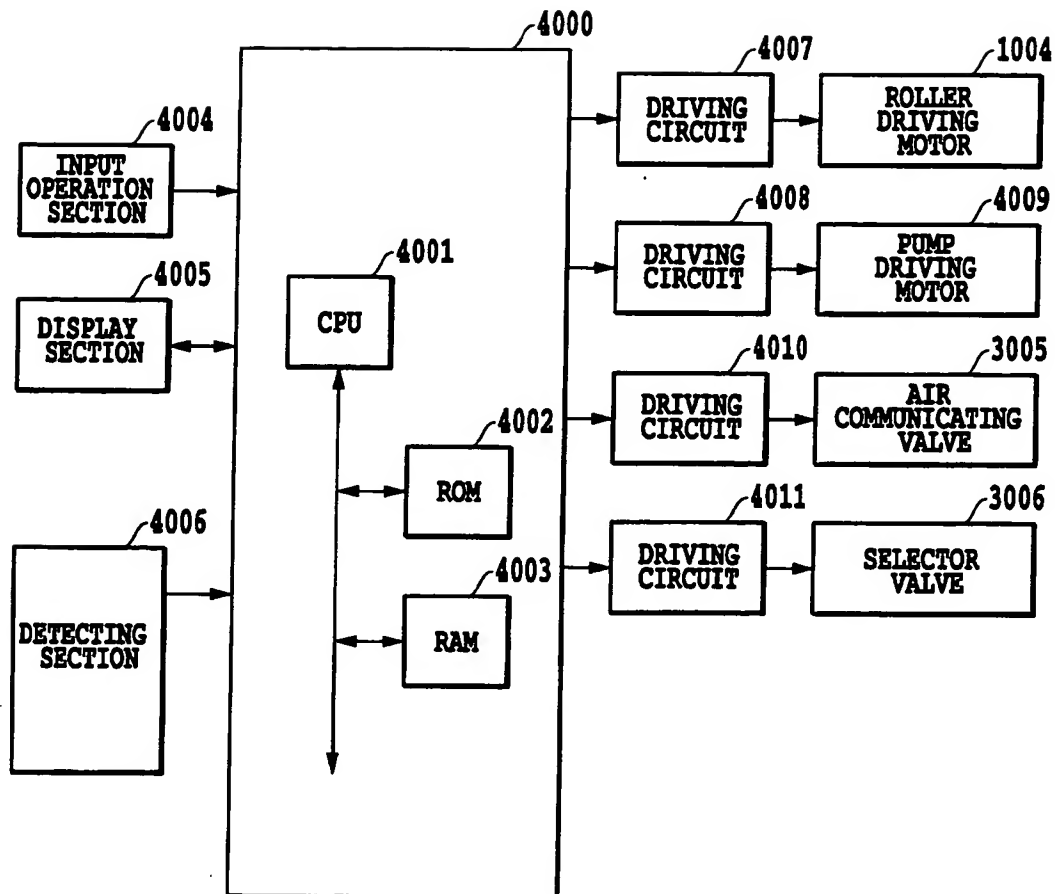 4000
4007
1004
DRIVING
CIRCUIT
ROLLER
DRIVING
MOTOR
4004
INPUT
OPERATION
SECTION
4008
4009
DRIVING
CIRCUIT
PUMP
DRIVING
MOTOR
4005
DISPLAY
SECTION
4001
CPU
4010
3005
DRIVING
CIRCUIT
AIR
COMMUNICATING
VALVE
4002
ROM
4011
3006
DRIVING
CIRCUIT
SELECTOR
VALVE
4006
DETECTING
SECTION
4003
RAM